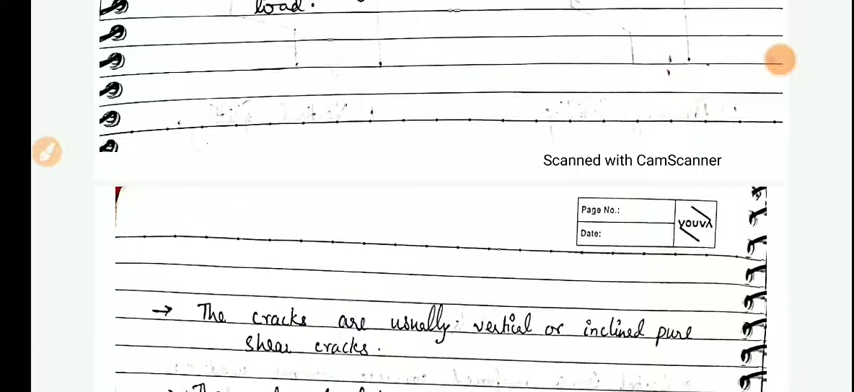 load.
Scanned with CamScanner
Page No.:
Date:
YOUVA
→ The cracks are usually vertical or inclined pure
shear cracks.